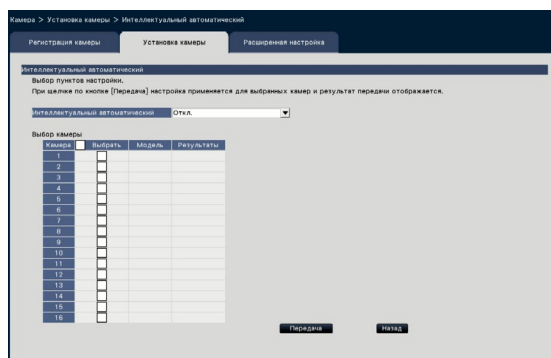 Камера > Установка камеры > Интеллектуальный автоматический
Регистрация камеры Установка камеры Расширенная настройка
Интеллектуальный автоматический
Выбор пунктов настройки.
При щелчке по кнопке [Передача] настройка применяется для выбранных камер и результат передачи отображается.
Интеллектуальный автоматический Откл.
Выбор камеры
Камера Выбрать Модель Результаты
1
2
3
4
5
6
7
8
9
10
11
12
13
14
15
16
Передача Назад